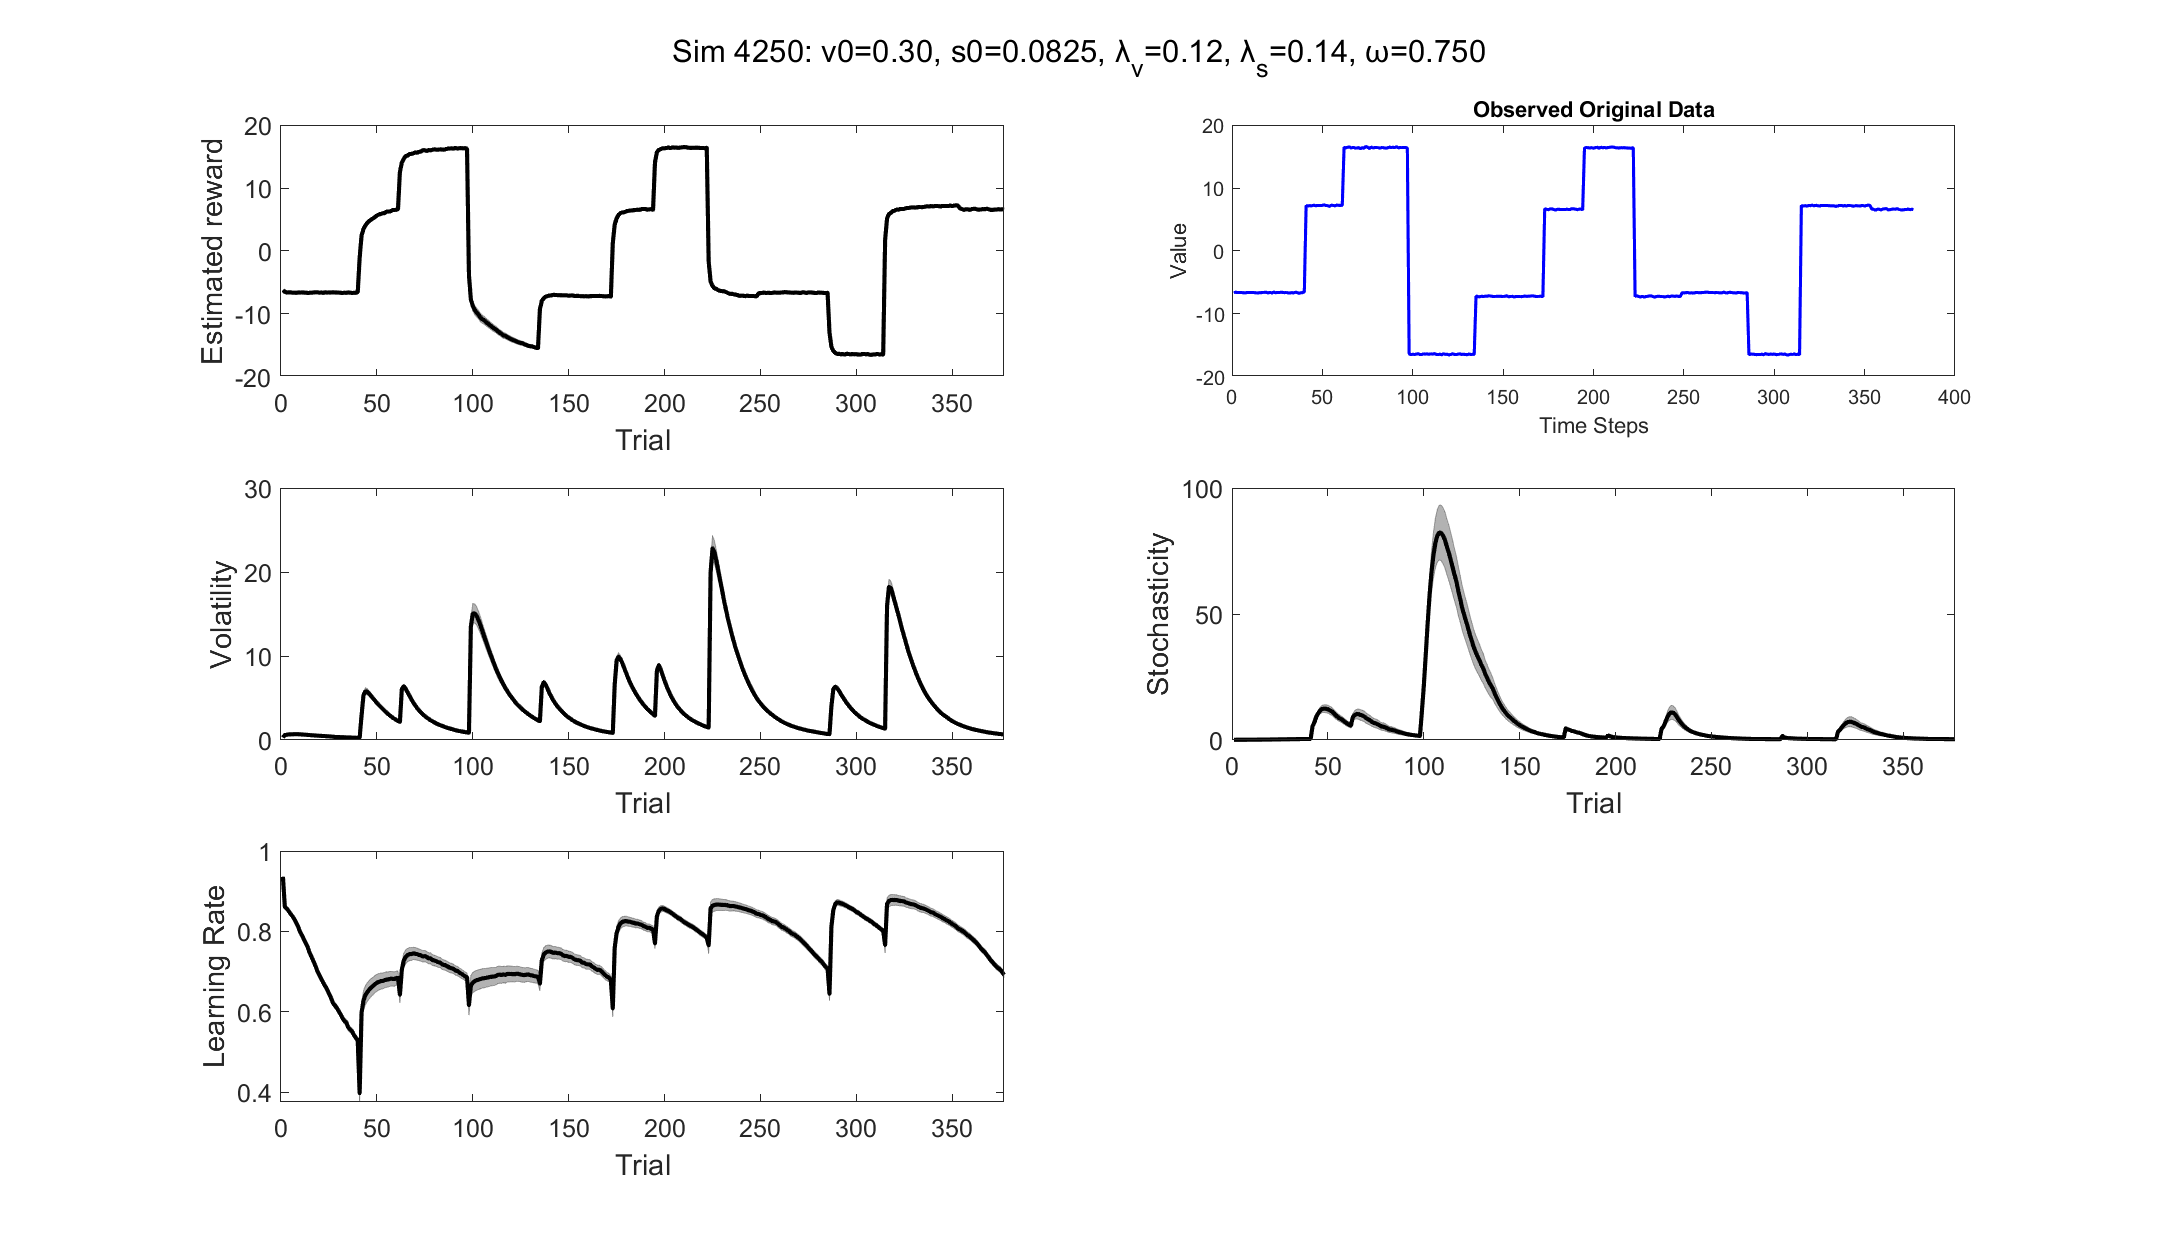 Sim 4250: v0=0.30, s0=0.0825, λ_v=0.12, λ_s=0.14, ω=0.750
20
10
0
-10
-20
Estimated reward
0 50 100 150 200 250 300 350
Trial
Observed Original Data
20
10
0
-10
-20
Value
0 50 100 150 200 250 300 350 400
Time Steps
30
20
10
0
Volatility
0 50 100 150 200 250 300 350
Trial
100
50
0
Stochasticity
0 50 100 150 200 250 300 350
Trial
1
0.8
0.6
0.4
Learning Rate
0 50 100 150 200 250 300 350
Trial